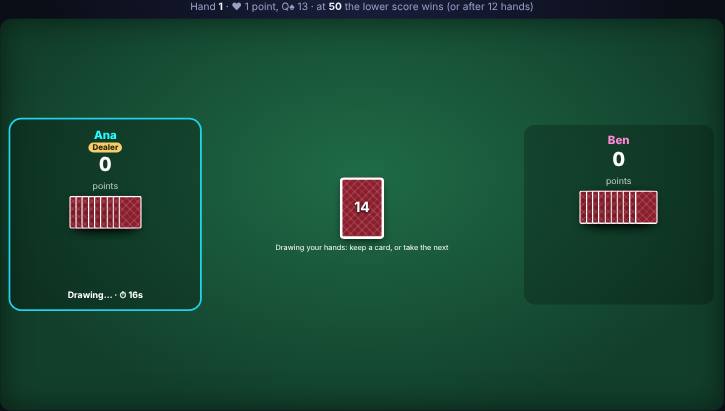 Hand 1 · ♥ 1 point, Q♠ 13 · at 50 the lower score wins (or after 12 hands)
Ana
Dealer
0
points
Drawing... · ⏱ 16s
14
Drawing your hands: keep a card, or take the next
Ben
0
points